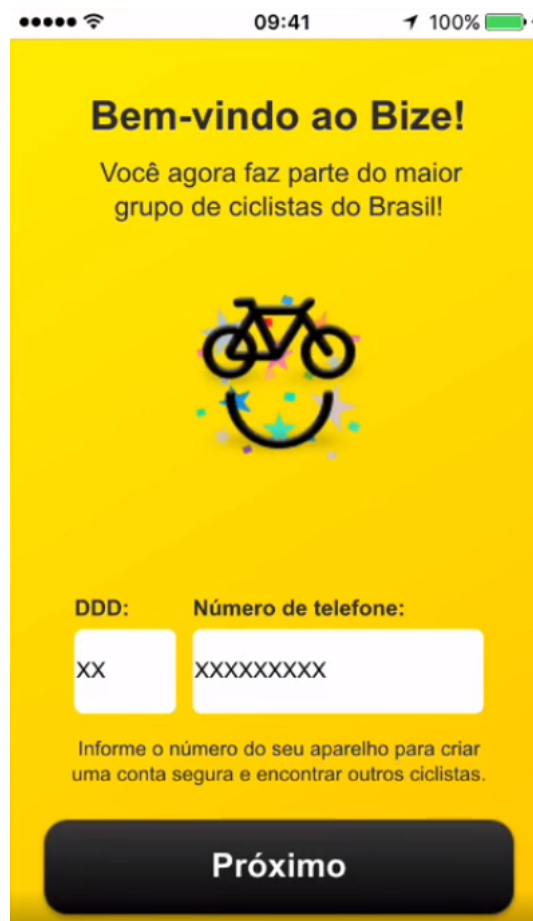 09:41 100%
Bem-vindo ao Bize!
Você agora faz parte do maior
grupo de ciclistas do Brasil!
DDD: Número de telefone:
XX XXXXXXXXX
Informe o número do seu aparelho para criar
uma conta segura e encontrar outros ciclistas.
Próximo